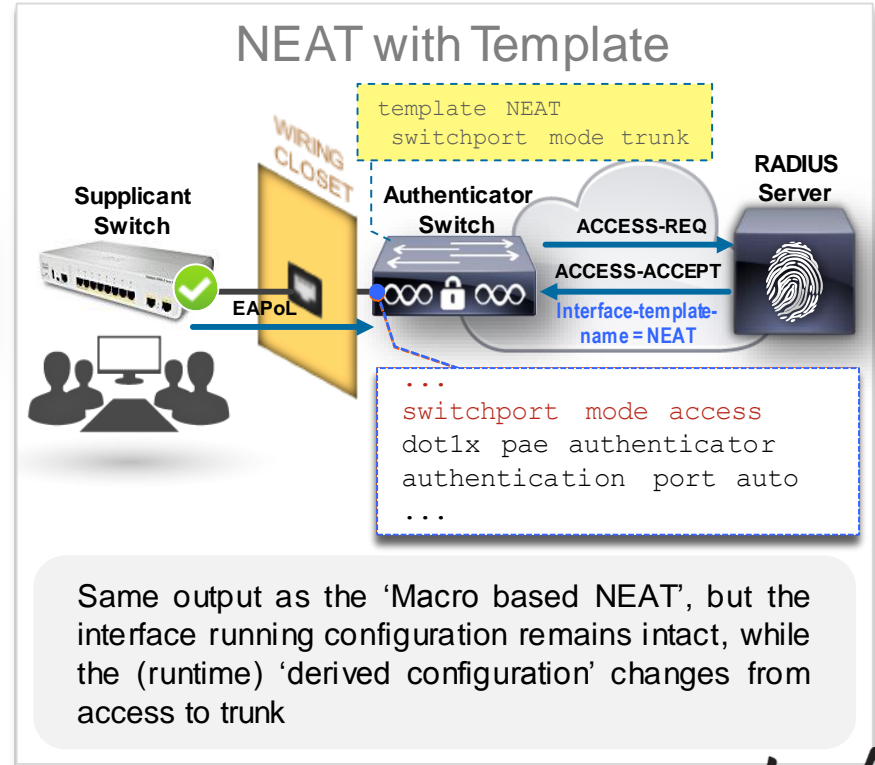 NEAT with Template
template NEAT
switchport mode trunk
WIRING
CLOSET
Supplicant
Switch
Authenticator
Switch
RADIUS
Server
ACCESS-REQ
ACCESS-ACCEPT
Interface-template-
name = NEAT
EAPoL
...
switchport mode access
dot1x pae authenticator
authentication port auto
...
Same output as the ‘Macro based NEAT’, but the
interface running configuration remains intact, while
the (runtime) ‘derived configuration’ changes from
access to trunk